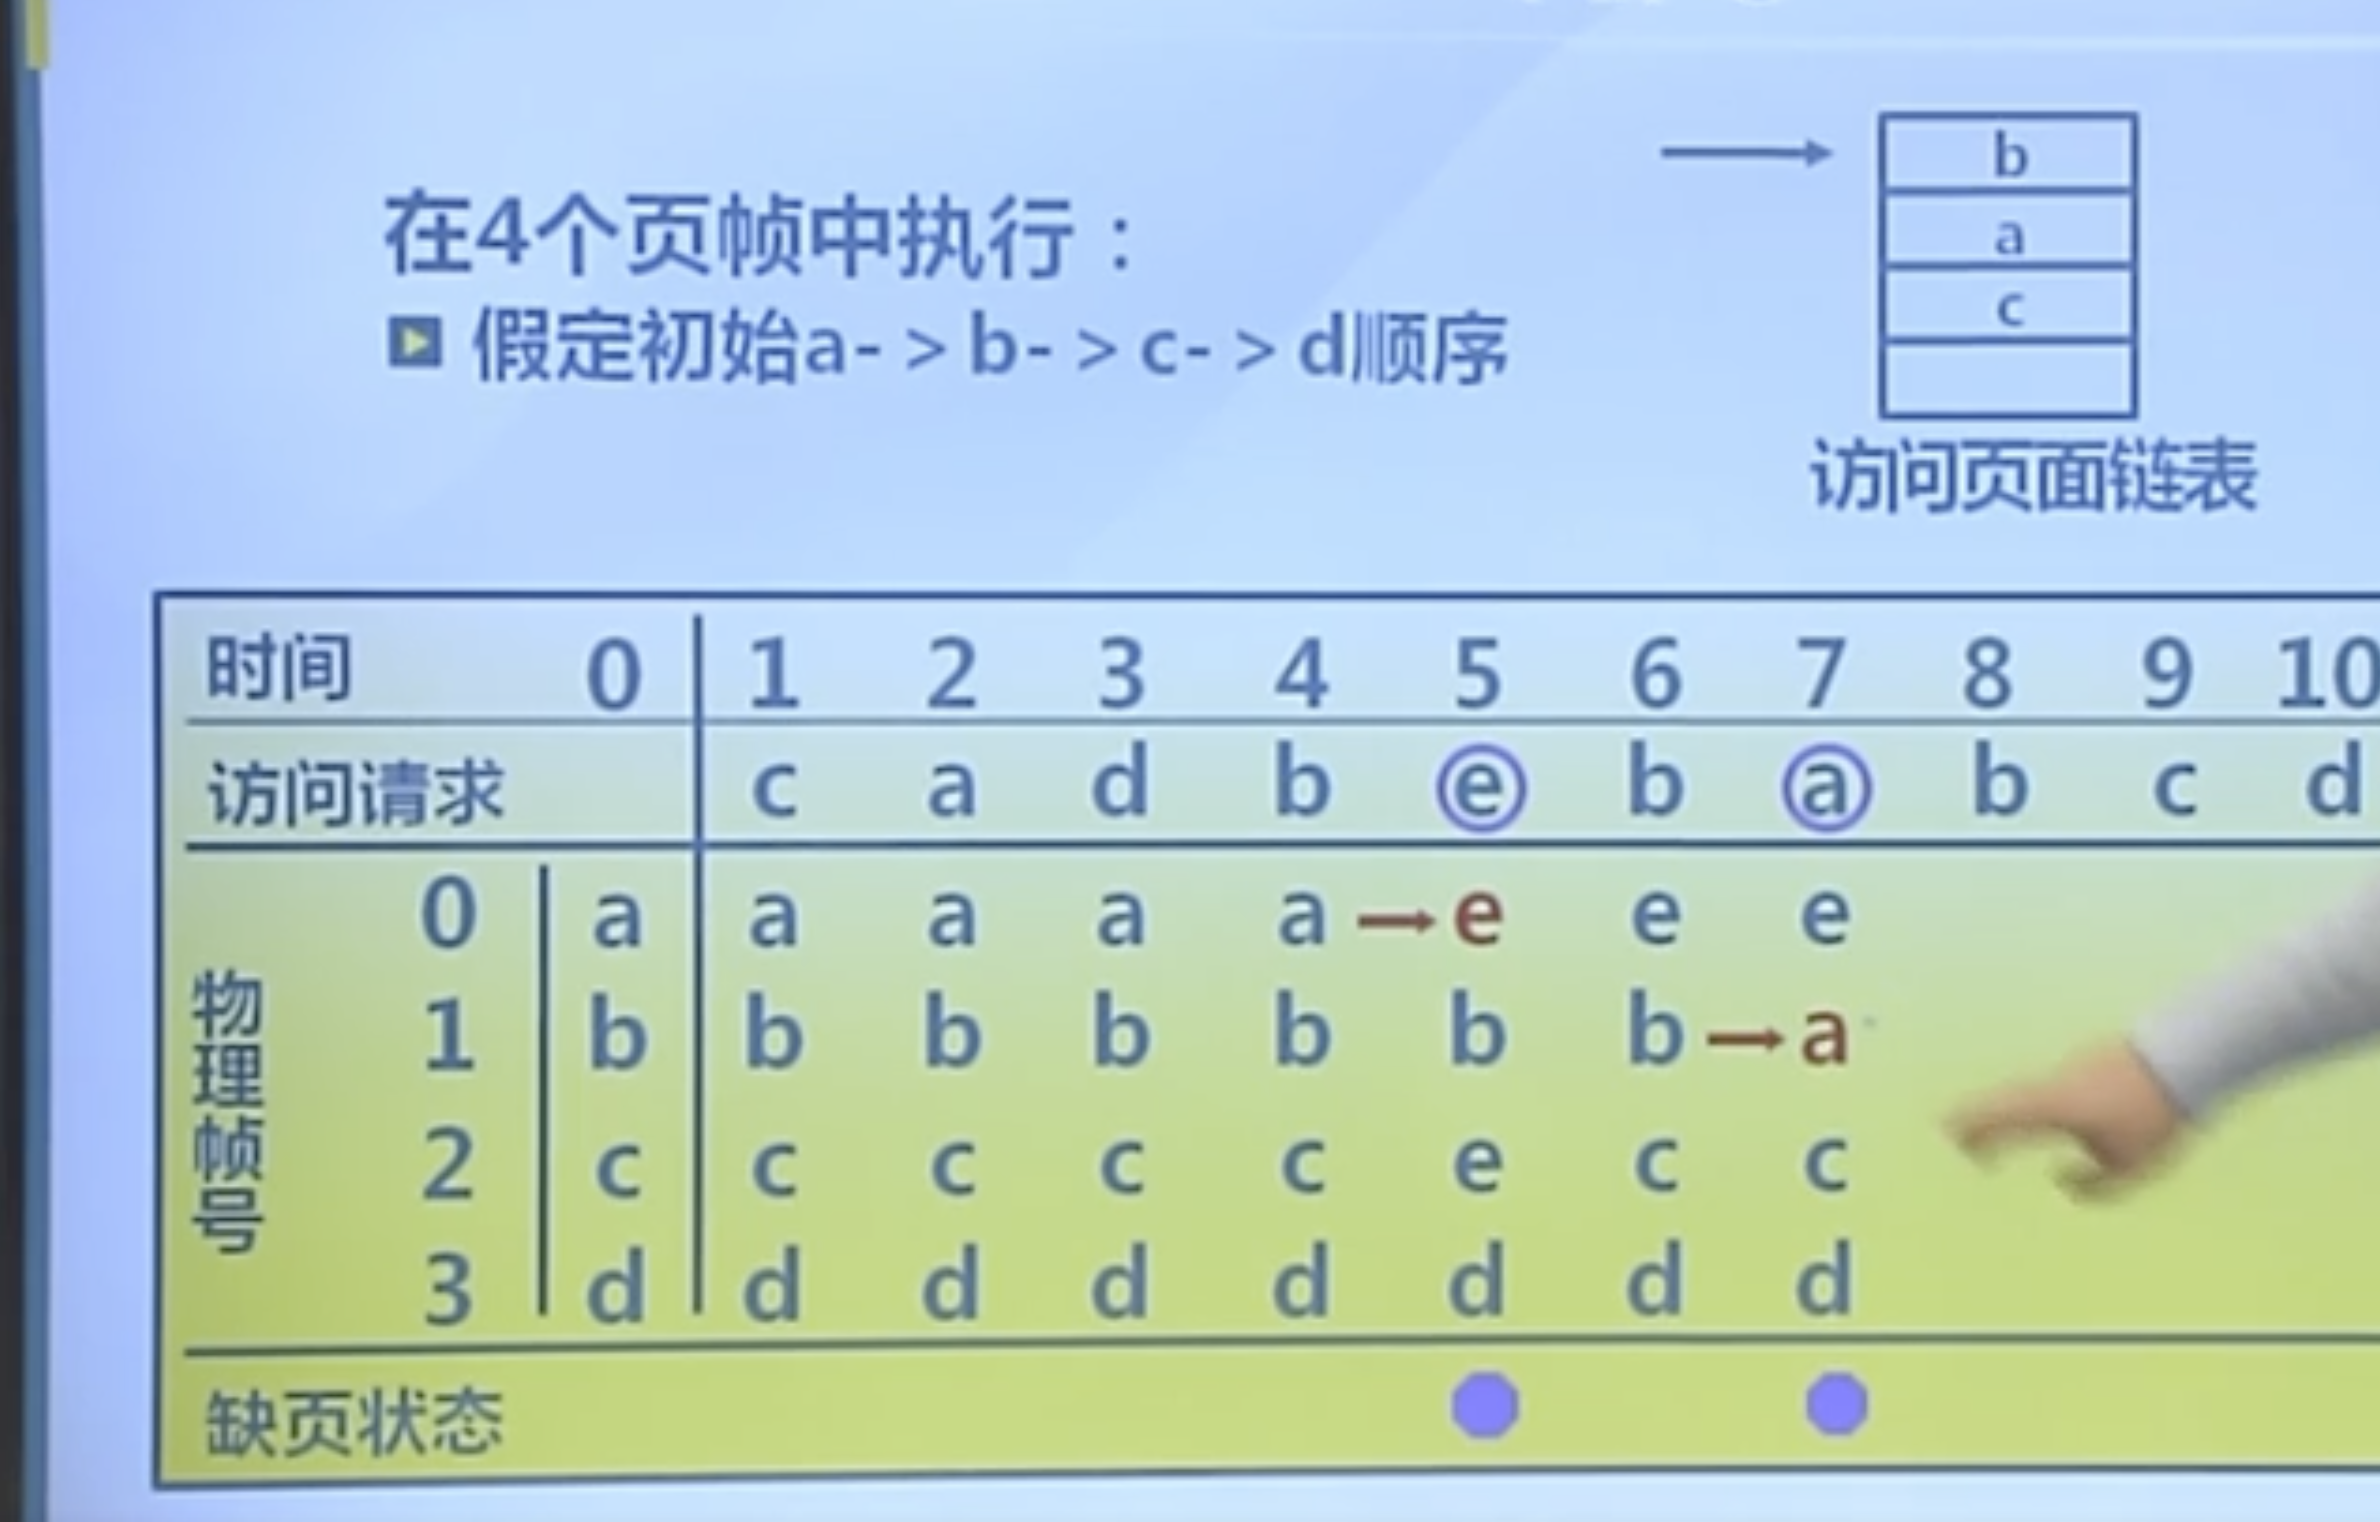 b
a
c
在4个页帧中执行：
假定初始a->b->c->d顺序
访问页面链表
时间 0 1 2 3 4 5 6 7 8 9 10
访问请求 c a d b e b a b c d
物理帧号
0 a a a a a e e e
1 b b b b b b b a
2 c c c c c e c c
3 d d d d d d d d
缺页状态